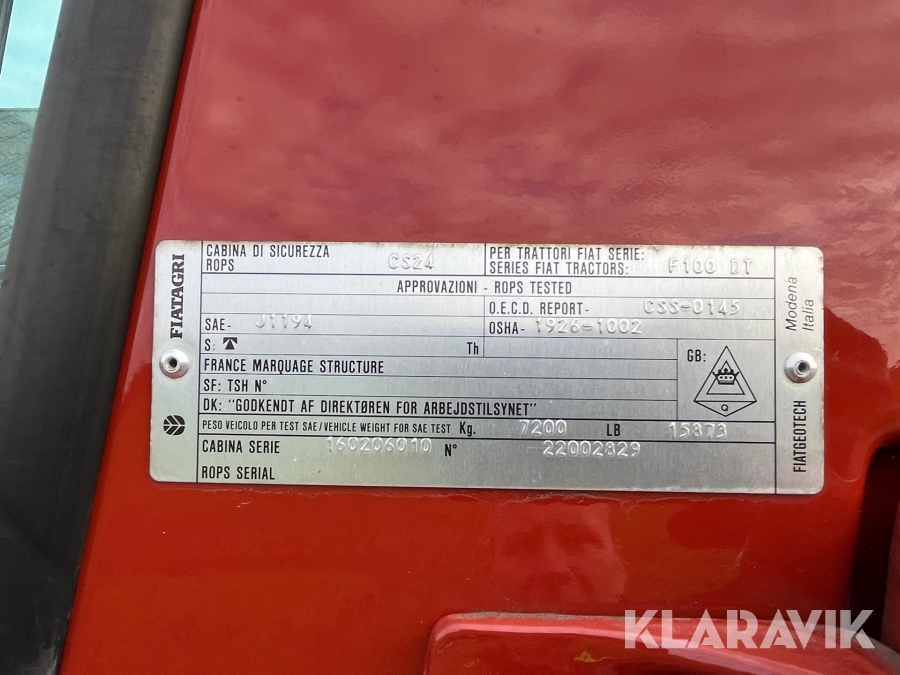 FIATAGRI
CABINA DI SICUREZZA CS24
ROPS
PER TRATTORI FIAT SERIE:
SERIES FIAT TRACTORS: F100 DT
APPROVAZIONI - ROPS TESTED
O.E.C.D. REPORT- CSS-0145
SAE- J1194
OSHA- 1926-1002
S: Th
FRANCE MARQUAGE STRUCTURE
SF: TSH N°
GB:
Q
DK: "GODKENDT AF DIREKTØREN FOR ARBEJDSTILSYNET"
PESO VEICOLO PER TEST SAE/VEHICLE WEIGHT FOR SAE TEST Kg. 7200 LB 15873
CABINA SERIE 160206010 N° 22002829
ROPS SERIAL
Modena
Italia
FIATGEOTECH
KLARAVIK